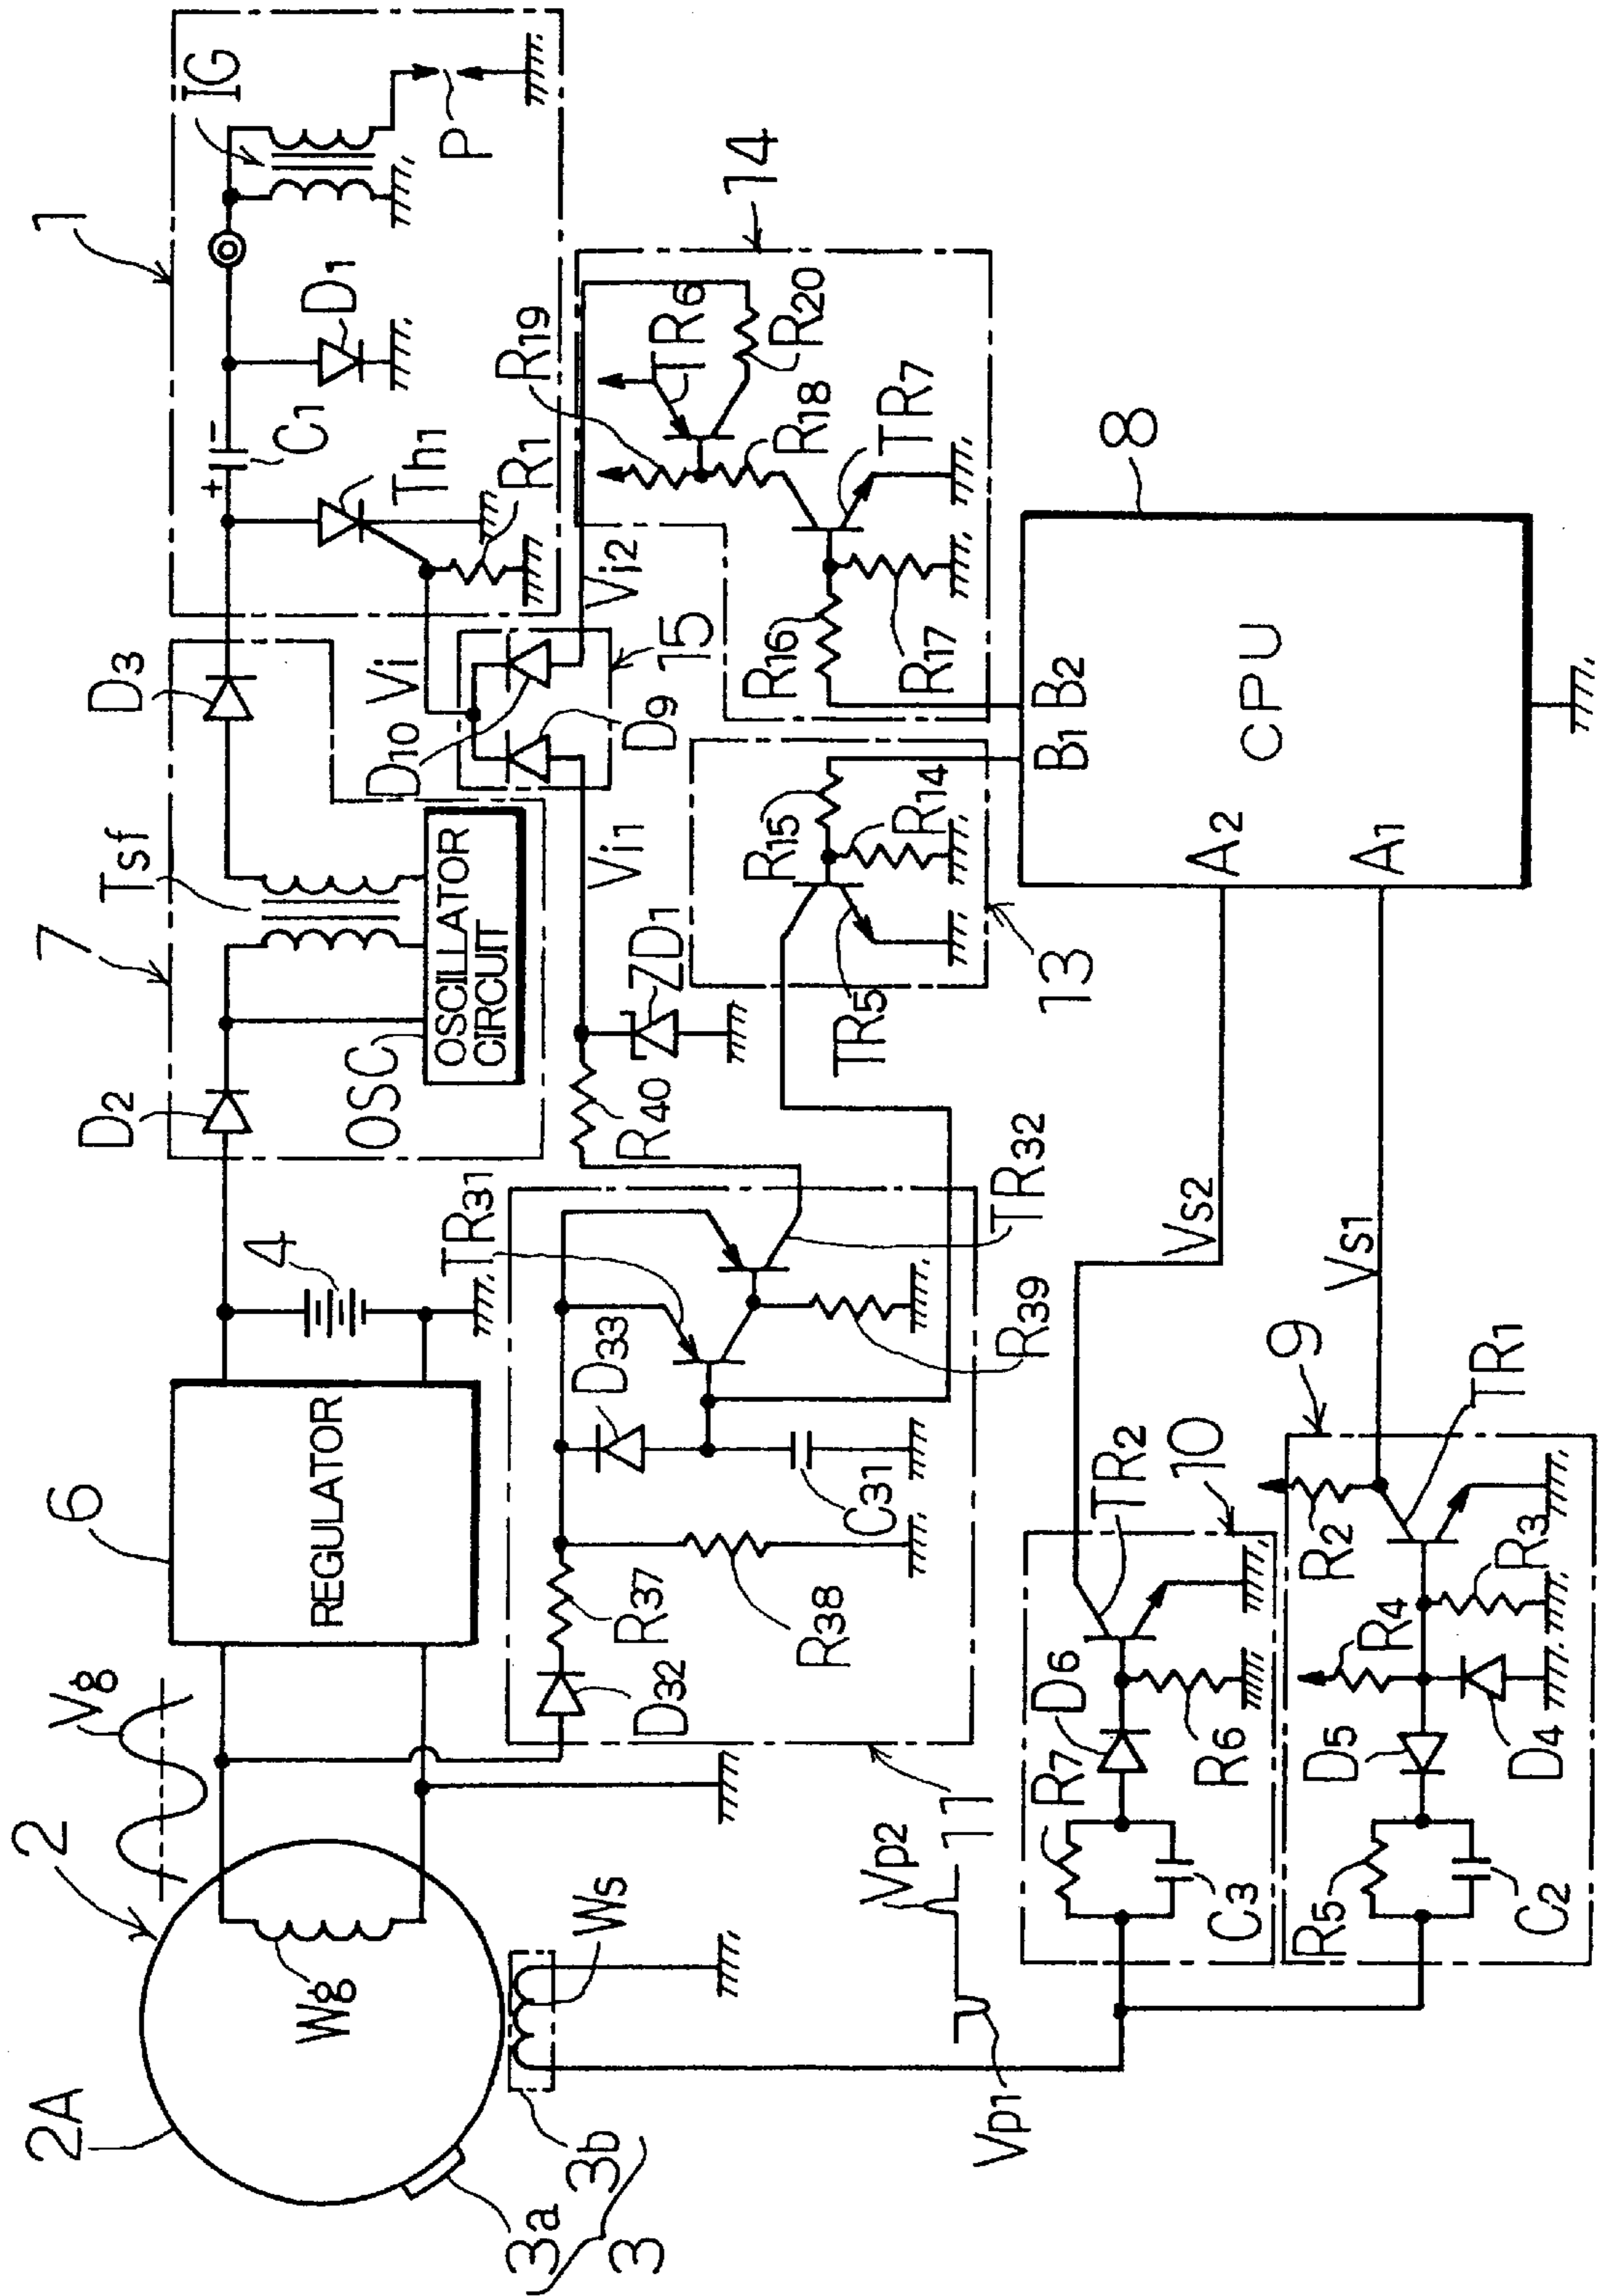 2A
2
Wg
Vg
3a
3b
3
Ws
6
REGULATOR
4
7
D2
OSC
OSCILLATOR
CIRCUIT
Tsf
D3
1
Th1
C1
+
−
D1
R1
IG
P
D32
R37
R38
D33
C31
TR31
TR32
R39
11
R40
ZD1
Vi1
Vi
Vi2
D10
D9
15
13
TR5
R15
R14
14
R19
TR6
R20
R18
TR7
R16
R17
B1
B2
8
CPU
A2
A1
Vs2
Vs1
Vp1
Vp2
10
R7
C3
D6
R6
TR2
9
R5
C2
D5
D4
R4
R3
R2
TR1